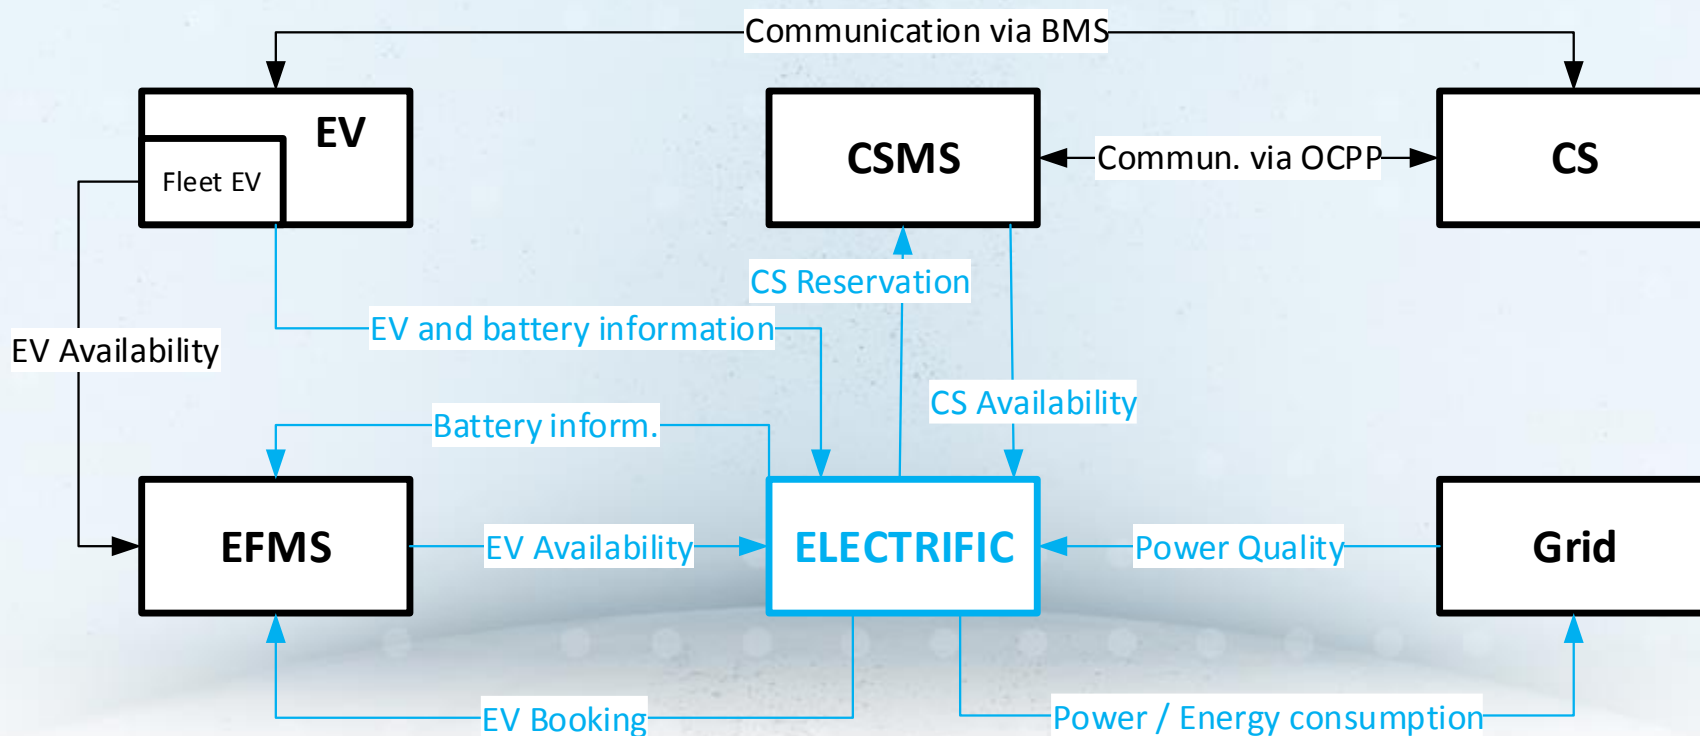 Communication via BMS
EV
Fleet EV
CSMS
Commun. via OCPP
CS
CS Reservation
EV and battery information
EV Availability
CS Availability
Battery inform.
EFMS
EV Availability
ELECTRIFIC
Power Quality
Grid
EV Booking
Power / Energy consumption